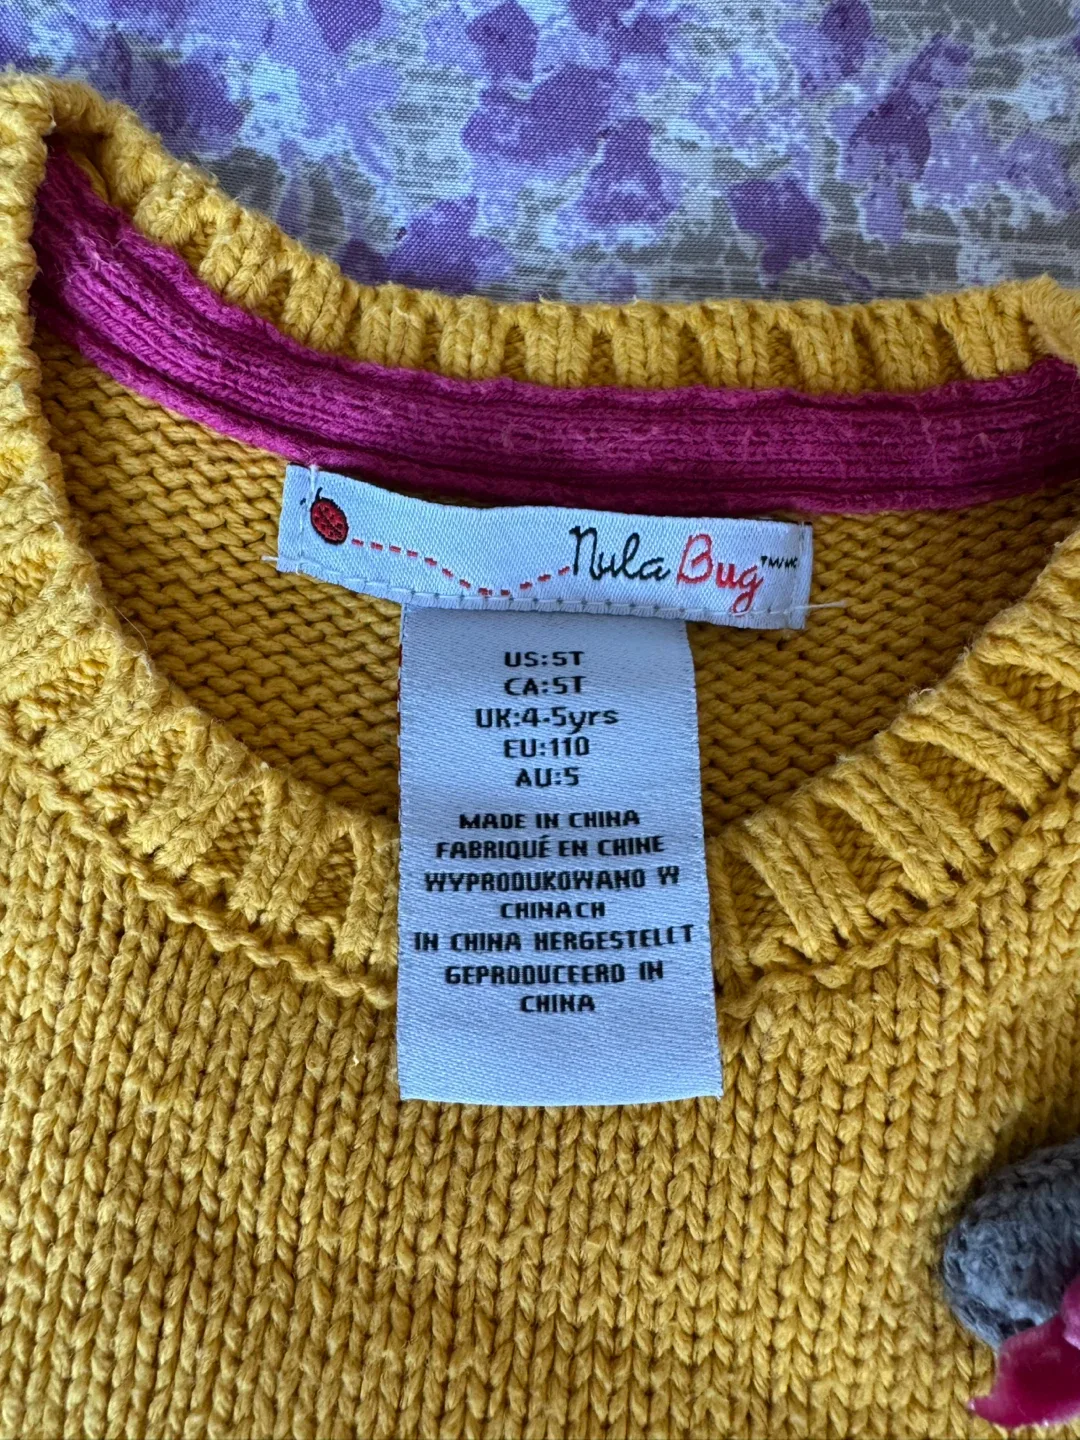 Nula Bug
US:5T
CA:5T
UK:4-5yrs
EU:110
AU:5
MADE IN CHINA
FABRIQUÉ EN CHINE
WYPRODUKOWANO W
CHINACH
IN CHINA HERGESTELLT
GEPRODUCEERD IN
CHINA